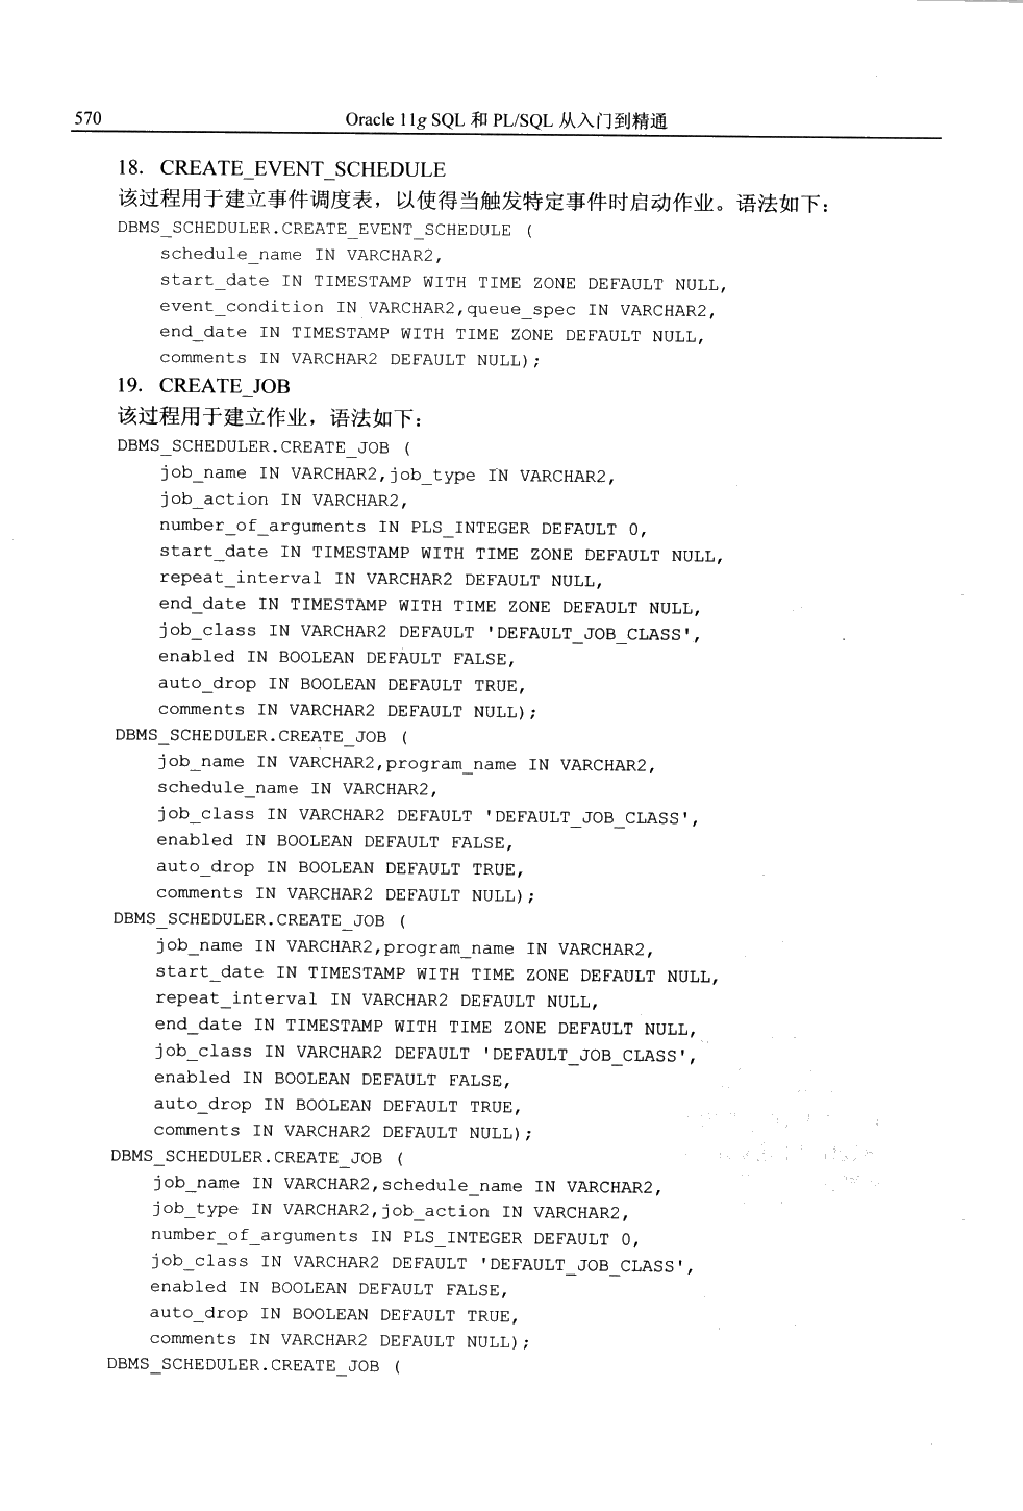 570
Oracle 11g SQL 和 PL/SQL 从入门到精通
18. CREATE_EVENT_SCHEDULE
该过程用于建立事件调度表，以使得当触发特定事件时启动作业。语法如下：
DBMS_SCHEDULER.CREATE_EVENT_SCHEDULE (
schedule_name IN VARCHAR2,
start_date IN TIMESTAMP WITH TIME ZONE DEFAULT NULL,
event_condition IN VARCHAR2,queue_spec IN VARCHAR2,
end_date IN TIMESTAMP WITH TIME ZONE DEFAULT NULL,
comments IN VARCHAR2 DEFAULT NULL);
19. CREATE_JOB
该过程用于建立作业，语法如下：
DBMS_SCHEDULER.CREATE_JOB (
job_name IN VARCHAR2,job_type IN VARCHAR2,
job_action IN VARCHAR2,
number_of_arguments IN PLS_INTEGER DEFAULT 0,
start_date IN TIMESTAMP WITH TIME ZONE DEFAULT NULL,
repeat_interval IN VARCHAR2 DEFAULT NULL,
end_date IN TIMESTAMP WITH TIME ZONE DEFAULT NULL,
job_class IN VARCHAR2 DEFAULT 'DEFAULT_JOB_CLASS',
enabled IN BOOLEAN DEFAULT FALSE,
auto_drop IN BOOLEAN DEFAULT TRUE,
comments IN VARCHAR2 DEFAULT NULL);
DBMS_SCHEDULER.CREATE_JOB (
job_name IN VARCHAR2,program_name IN VARCHAR2,
schedule_name IN VARCHAR2,
job_class IN VARCHAR2 DEFAULT 'DEFAULT_JOB_CLASS',
enabled IN BOOLEAN DEFAULT FALSE,
auto_drop IN BOOLEAN DEFAULT TRUE,
comments IN VARCHAR2 DEFAULT NULL);
DBMS_SCHEDULER.CREATE_JOB (
job_name IN VARCHAR2,program_name IN VARCHAR2,
start_date IN TIMESTAMP WITH TIME ZONE DEFAULT NULL,
repeat_interval IN VARCHAR2 DEFAULT NULL,
end_date IN TIMESTAMP WITH TIME ZONE DEFAULT NULL,
job_class IN VARCHAR2 DEFAULT 'DEFAULT_JOB_CLASS',
enabled IN BOOLEAN DEFAULT FALSE,
auto_drop IN BOOLEAN DEFAULT TRUE,
comments IN VARCHAR2 DEFAULT NULL);
DBMS_SCHEDULER.CREATE_JOB (
job_name IN VARCHAR2,schedule_name IN VARCHAR2,
job_type IN VARCHAR2,job_action IN VARCHAR2,
number_of_arguments IN PLS_INTEGER DEFAULT 0,
job_class IN VARCHAR2 DEFAULT 'DEFAULT_JOB_CLASS',
enabled IN BOOLEAN DEFAULT FALSE,
auto_drop IN BOOLEAN DEFAULT TRUE,
comments IN VARCHAR2 DEFAULT NULL);
DBMS_SCHEDULER.CREATE_JOB (